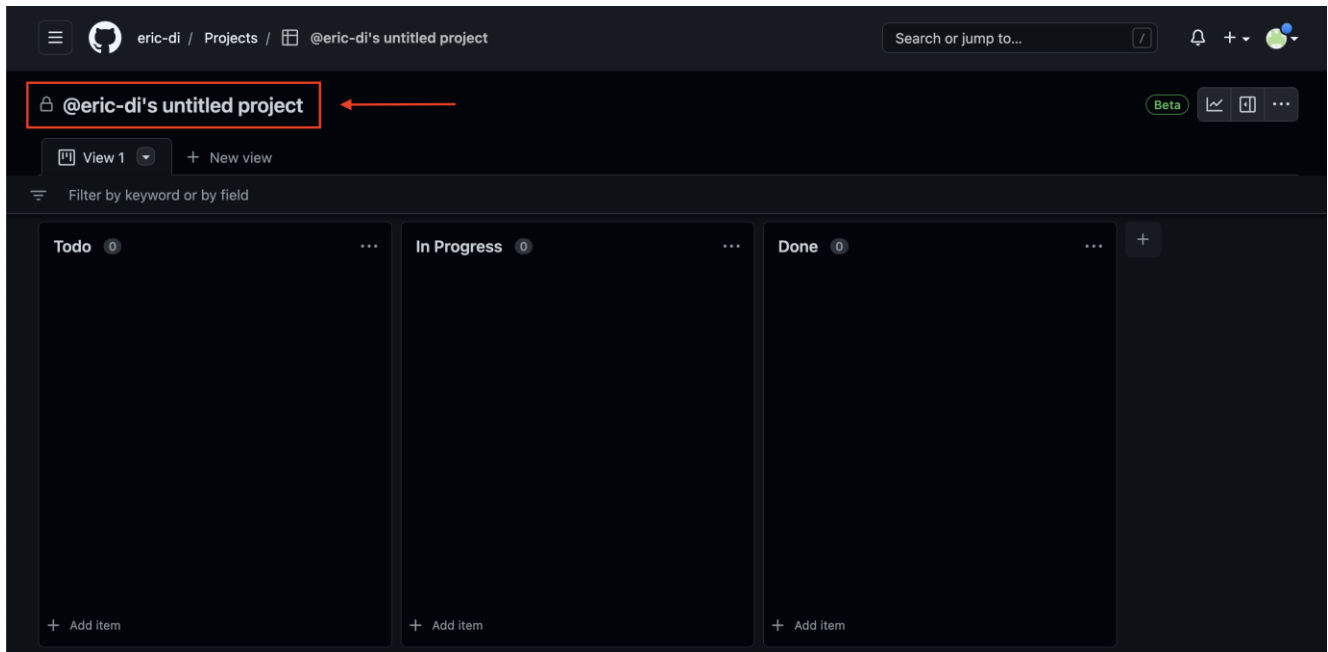 eric-di / Projects / @eric-di's untitled project Search or jump to... /
@eric-di's untitled project Beta
View 1 New view
Filter by keyword or by field
Todo 0 In Progress 0 Done 0
Add item Add item Add item